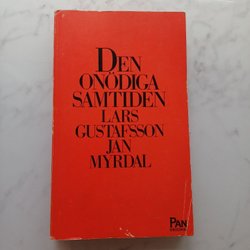 DEN
ONÖDIGA
SAMTIDEN
LARS
GUSTAFSSON
JAN
MYRDAL
PAN